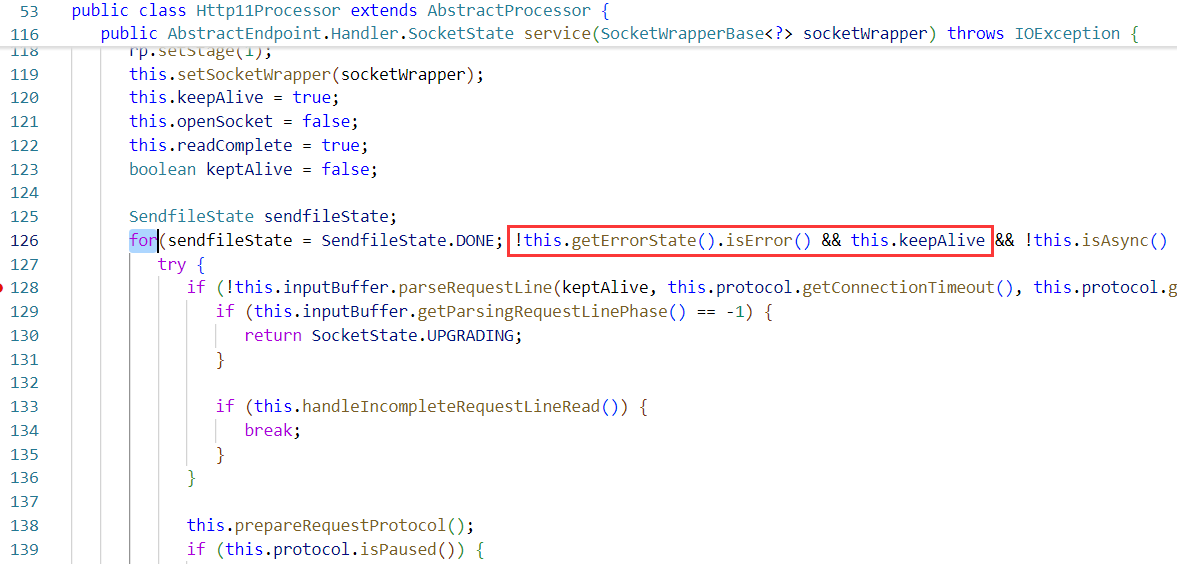 53 public class Http11Processor extends AbstractProcessor {
116 public AbstractEndpoint.Handler.SocketState service(SocketWrapperBase<?> socketWrapper) throws IOException {
118 rp.setStage(1);
119 this.setSocketWrapper(socketWrapper);
120 this.keepAlive = true;
121 this.openSocket = false;
122 this.readComplete = true;
123 boolean keptAlive = false;
124
125 SendfileState sendfileState;
126 for(sendfileState = SendfileState.DONE; !this.getErrorState().isError() && this.keepAlive && !this.isAsync()
127 try {
128 if (!this.inputBuffer.parseRequestLine(keptAlive, this.protocol.getConnectionTimeout(), this.protocol.g
129 if (this.inputBuffer.getParsingRequestLinePhase() == -1) {
130 return SocketState.UPGRADING;
131 }
132
133 if (this.handleIncompleteRequestLineRead()) {
134 break;
135 }
136 }
137
138 this.prepareRequestProtocol();
139 if (this.protocol.isPaused()) {